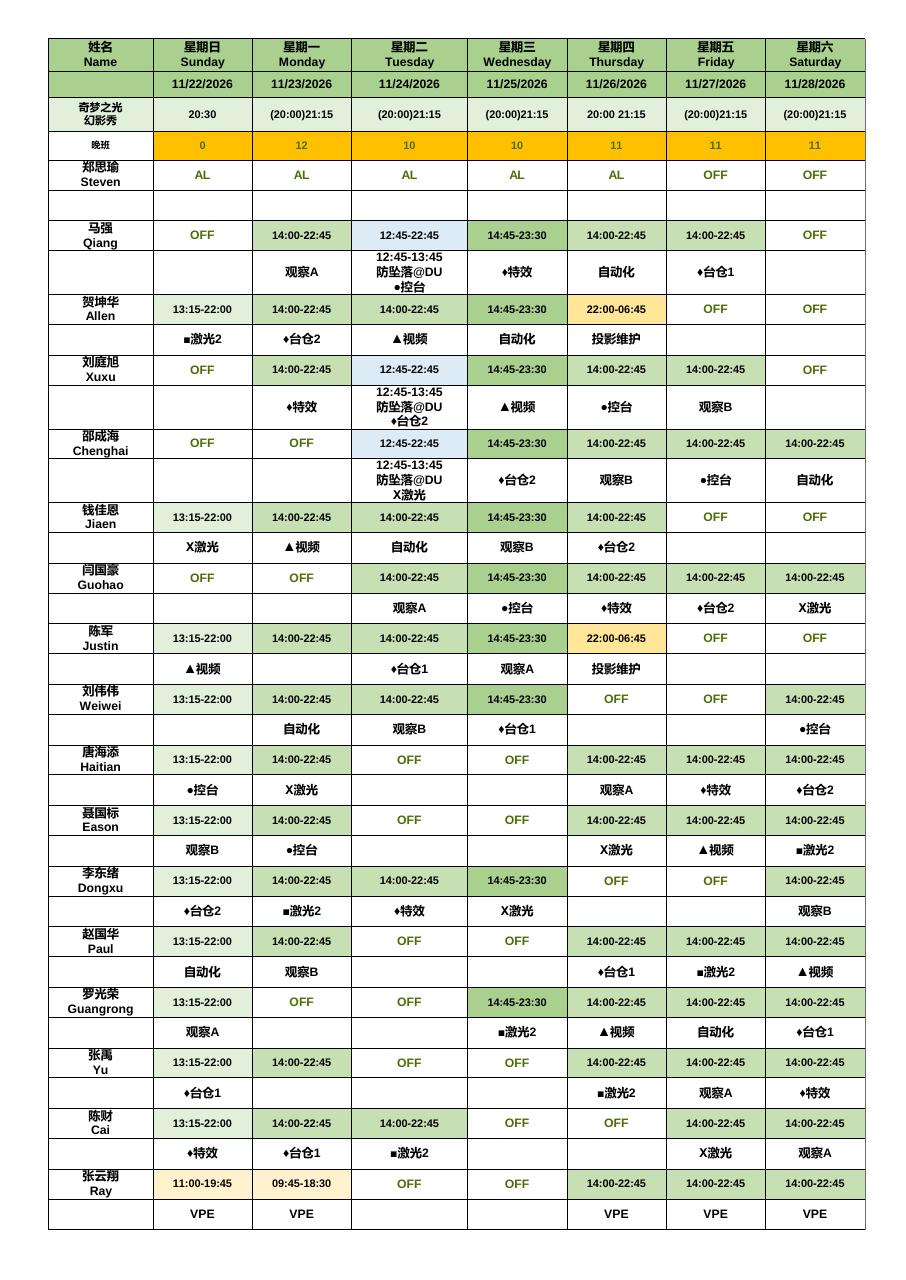 姓名 星期日 星期一 星期二 星期三 星期四 星期五 星期六
Name Sunday Monday Tuesday Wednesday Thursday Friday Saturday
11/22/2026 11/23/2026 11/24/2026 11/25/2026 11/26/2026 11/27/2026 11/28/2026
奇梦之光
幻影秀 20:30 (20:00)21:15 (20:00)21:15 (20:00)21:15 20:00 21:15 (20:00)21:15 (20:00)21:15
晚班 0 12 10 10 11 11 11
郑思瑜
Steven AL AL AL AL AL OFF OFF
马强
Qiang OFF 14:00-22:45 12:45-22:45 14:45-23:30 14:00-22:45 14:00-22:45 OFF
12:45-13:45
观察A 防坠落@DU ♦特效 自动化 ♦台仓1
●控台
贺坤华
Allen 13:15-22:00 14:00-22:45 14:00-22:45 14:45-23:30 22:00-06:45 OFF OFF
■激光2 ♦台仓2 ▲视频 自动化 投影维护
刘庭旭
Xuxu OFF 14:00-22:45 12:45-22:45 14:45-23:30 14:00-22:45 14:00-22:45 OFF
12:45-13:45
♦特效 防坠落@DU ▲视频 ●控台 观察B
♦台仓2
邵成海
Chenghai OFF OFF 12:45-22:45 14:45-23:30 14:00-22:45 14:00-22:45 14:00-22:45
12:45-13:45
防坠落@DU ♦台仓2 观察B ●控台 自动化
X激光
钱佳恩
Jiaen 13:15-22:00 14:00-22:45 14:00-22:45 14:45-23:30 14:00-22:45 OFF OFF
X激光 ▲视频 自动化 观察B ♦台仓2
闫国豪
Guohao OFF OFF 14:00-22:45 14:45-23:30 14:00-22:45 14:00-22:45 14:00-22:45
观察A ●控台 ♦特效 ♦台仓2 X激光
陈军
Justin 13:15-22:00 14:00-22:45 14:00-22:45 14:45-23:30 22:00-06:45 OFF OFF
▲视频 ♦台仓1 观察A 投影维护
刘伟伟
Weiwei 13:15-22:00 14:00-22:45 14:00-22:45 14:45-23:30 OFF OFF 14:00-22:45
自动化 观察B ♦台仓1 ●控台
唐海添
Haitian 13:15-22:00 14:00-22:45 OFF OFF 14:00-22:45 14:00-22:45 14:00-22:45
●控台 X激光 观察A ♦特效 ♦台仓2
聂国标
Eason 13:15-22:00 14:00-22:45 OFF OFF 14:00-22:45 14:00-22:45 14:00-22:45
观察B ●控台 X激光 ▲视频 ■激光2
李东绪
Dongxu 13:15-22:00 14:00-22:45 14:00-22:45 14:45-23:30 OFF OFF 14:00-22:45
♦台仓2 ■激光2 ♦特效 X激光 观察B
赵国华
Paul 13:15-22:00 14:00-22:45 OFF OFF 14:00-22:45 14:00-22:45 14:00-22:45
自动化 观察B ♦台仓1 ■激光2 ▲视频
罗光荣
Guangrong 13:15-22:00 OFF OFF 14:45-23:30 14:00-22:45 14:00-22:45 14:00-22:45
观察A ■激光2 ▲视频 自动化 ♦台仓1
张禹
Yu 13:15-22:00 14:00-22:45 OFF OFF 14:00-22:45 14:00-22:45 14:00-22:45
♦台仓1 ■激光2 观察A ♦特效
陈财
Cai 13:15-22:00 14:00-22:45 14:00-22:45 OFF OFF 14:00-22:45 14:00-22:45
♦特效 ♦台仓1 ■激光2 X激光 观察A
张云翔
Ray 11:00-19:45 09:45-18:30 OFF OFF 14:00-22:45 14:00-22:45 14:00-22:45
VPE VPE VPE VPE VPE